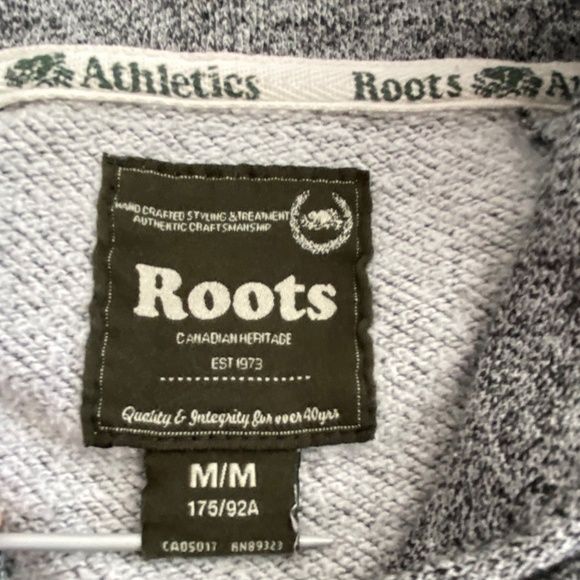 Athletics Roots A
HAND CRAFTED STYLING & TREATMENT
AUTHENTIC CRAFTSMANSHIP
Roots
CANADIAN HERITAGE
EST 1973
Quality & Integrity for over 40yrs
M/M
175/92A
CA05017 RN89323